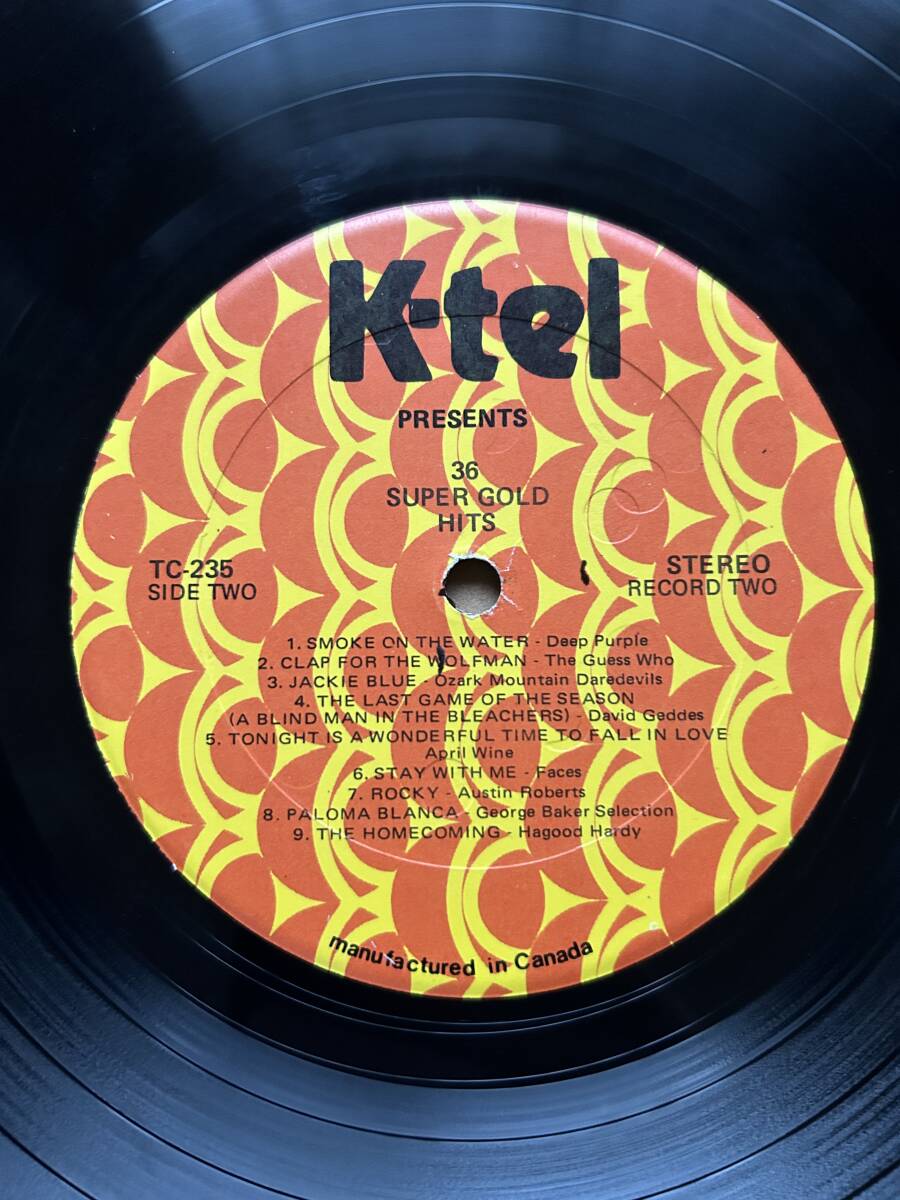 K-tel
PRESENTS
36
SUPER GOLD
HITS
TC-235
SIDE TWO
STEREO
RECORD TWO
1. SMOKE ON THE WATER - Deep Purple
2. CLAP FOR THE WOLFMAN - The Guess Who
3. JACKIE BLUE - Ozark Mountain Daredevils
4. THE LAST GAME OF THE SEASON
(A BLIND MAN IN THE BLEACHERS) - David Geddes
5. TONIGHT IS A WONDERFUL TIME TO FALL IN LOVE
April Wine
6. STAY WITH ME - Faces
7. ROCKY - Austin Roberts
8. PALOMA BLANCA - George Baker Selection
9. THE HOMECOMING - Hagood Hardy
manufactured in Canada